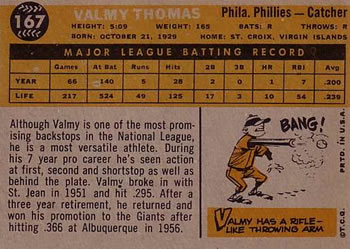 167
VALMY THOMAS
Phila. Phillies — Catcher
HEIGHT: 5:09 WEIGHT: 165 BATS: R THROWS: R
BORN: OCTOBER 21, 1929 HOME: ST. CROIX, VIRGIN ISLANDS
MAJOR LEAGUE BATTING RECORD
Games At Bat Runs Hits 2B 3B HR RBI Avg.
YEAR 66 140 5 28 2 0 1 7 .200
LIFE 217 524 49 125 10 3 12 54 .239
Although Valmy is one of the most prom-
ising backstops in the National League,
he is a most versatile athlete. During
his 7 year pro career he's seen action
at first, second and shortstop as well as
behind the plate. Valmy broke in with
St. Jean in 1951 and hit .295. After a
three year retirement, he returned and
won his promotion to the Giants after
hitting .366 at Albuquerque in 1956.
BANG!
VALMY HAS A RIFLE-
LIKE THROWING ARM
© T.C.G. PRTD. IN U.S.A.